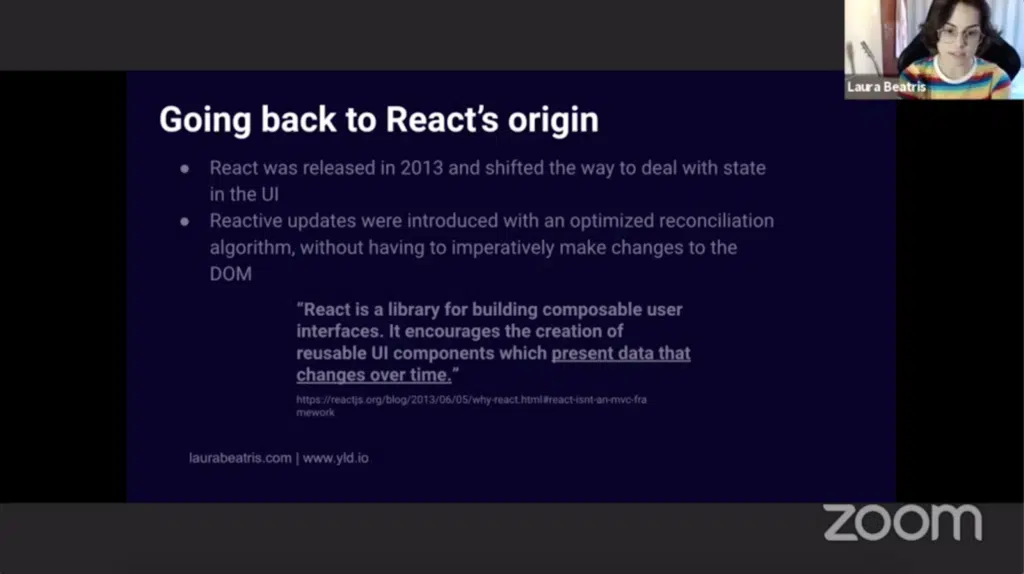 Laura Beatris
Going back to React's origin
● React was released in 2013 and shifted the way to deal with state
in the UI
● Reactive updates were introduced with an optimized reconciliation
algorithm, without having to imperatively make changes to the
DOM
“React is a library for building composable user
interfaces. It encourages the creation of
reusable UI components which present data that
changes over time.”
https://reactjs.org/blog/2013/06/05/why-react.html#react-isnt-an-mvc-fra
mework
laurabeatris.com | www.yld.io
zoom